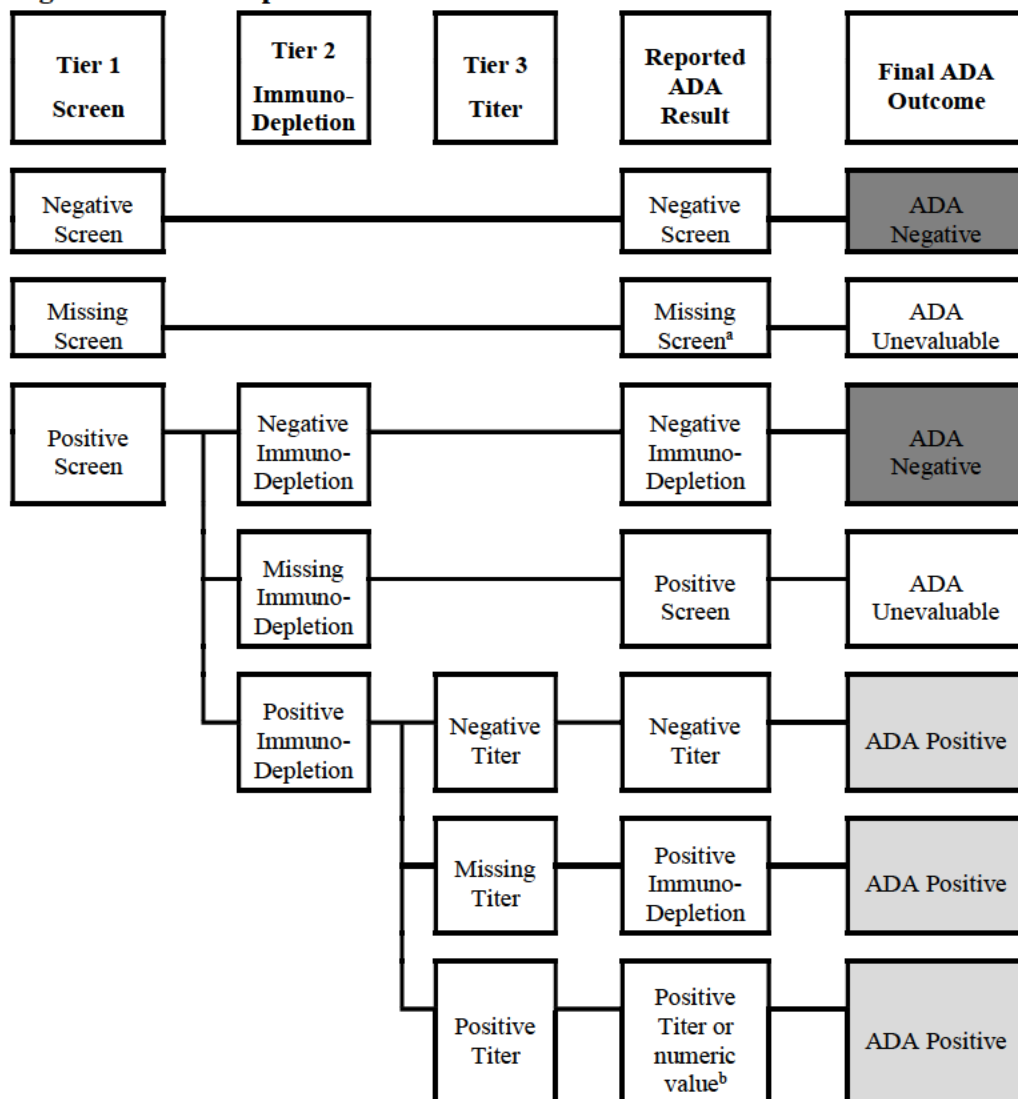 Tier 1
Screen
Tier 2
Immuno-
Depletion
Tier 3
Titer
Reported
ADA
Result
Final ADA
Outcome
Negative
Screen
Negative
Screen
ADA
Negative
Missing
Screen
Missing
Screenᵃ
ADA
Unevaluable
Positive
Screen
Negative
Immuno-
Depletion
Negative
Immuno-
Depletion
ADA
Negative
Missing
Immuno-
Depletion
Positive
Screen
ADA
Unevaluable
Positive
Immuno-
Depletion
Negative
Titer
Negative
Titer
ADA Positive
Missing
Titer
Positive
Immuno-
Depletion
ADA Positive
Positive
Titer
Positive
Titer or
numeric
valueᵇ
ADA Positive